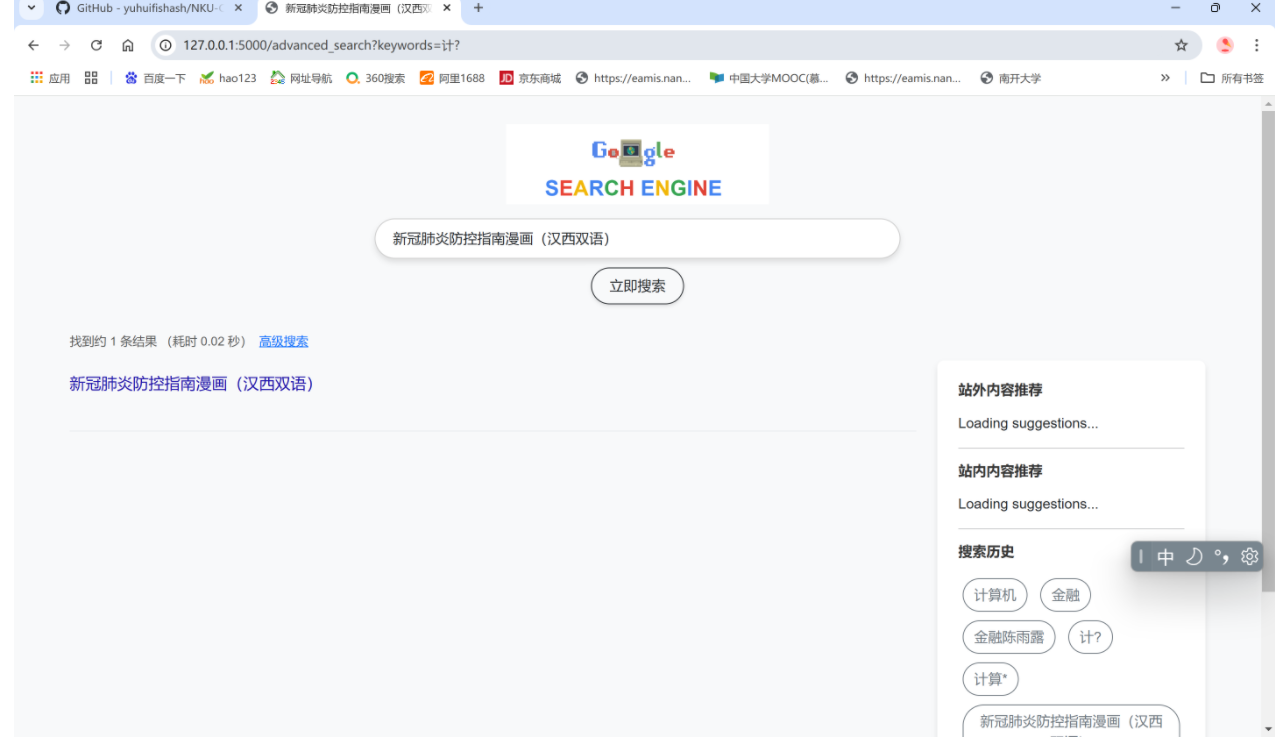 GitHub - yuhuifishash/NKU-C
新冠肺炎防控指南漫画（汉西双
127.0.0.1:5000/advanced_search?keywords=计?
应用 百度一下 hao123 网址导航 360搜索 阿里1688 京东商城 https://eamis.nan... 中国大学MOOC(慕... https://eamis.nan... 南开大学 » 所有书签
Google
SEARCH ENGINE
新冠肺炎防控指南漫画（汉西双语）
立即搜索
找到约 1 条结果 （耗时 0.02 秒） 高级搜索
新冠肺炎防控指南漫画（汉西双语）
站外内容推荐
Loading suggestions...
站内内容推荐
Loading suggestions...
搜索历史
中
计算机 金融
金融陈雨露 计?
计算*
新冠肺炎防控指南漫画（汉西